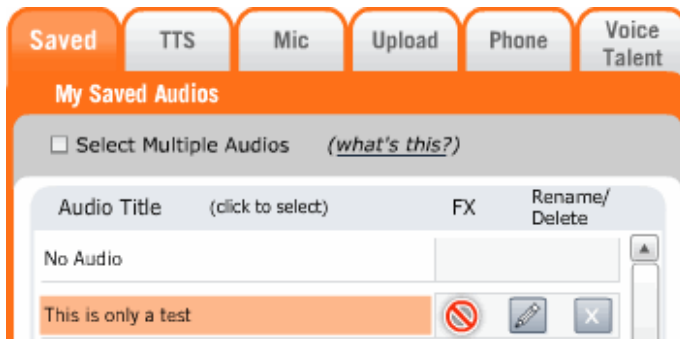 Saved TTS Mic Upload Phone Voice Talent
My Saved Audios
Select Multiple Audios (what's this?)
Audio Title (click to select) FX Rename/ Delete
No Audio
This is only a test